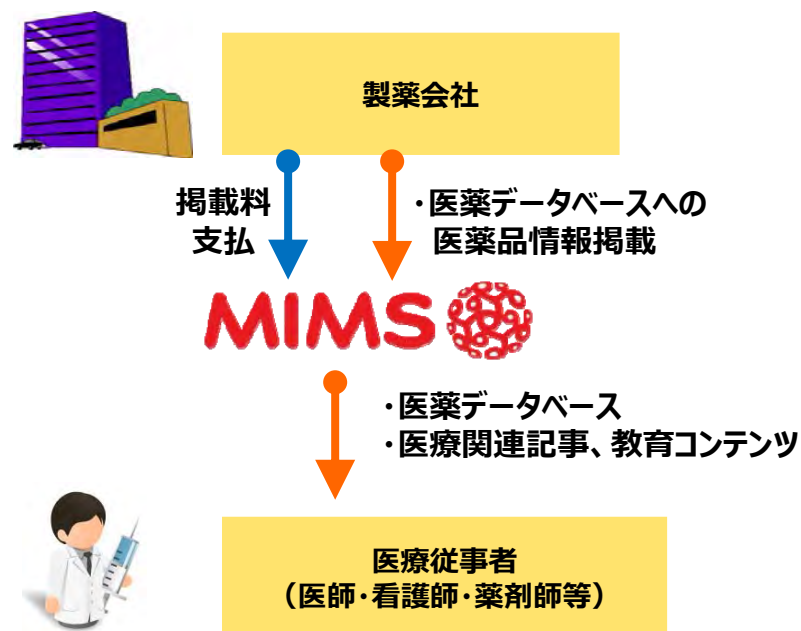 製薬会社
掲載料
支払
・医薬データベースへの
医薬品情報掲載
MIMS
・医薬データベース
・医療関連記事、教育コンテンツ
医療従事者
（医師・看護師・薬剤師等）